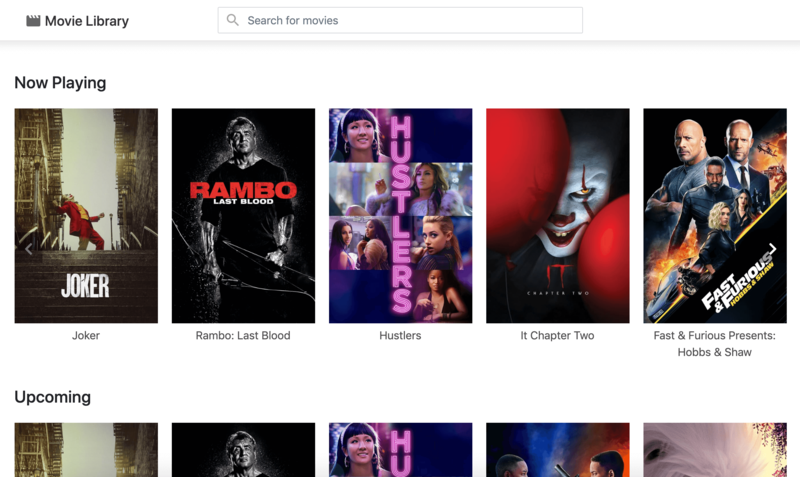 Movie Library
Search for movies
Now Playing
JOKER
RAMBO
LAST BLOOD
HUSTLERS
IT
CHAPTER TWO
FAST
& FURIOUS
HOBBS & SHAW
Joker
Rambo: Last Blood
Hustlers
It Chapter Two
Fast & Furious Presents:
Hobbs & Shaw
Upcoming
HU